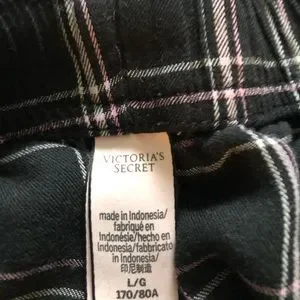 VICTORIA'S
SECRET
made in Indonesia/
fabriqué en
Indonésie/hecho en
Indonesia/fabbricato
in Indonesia/
印尼制造
L/G
170/80A